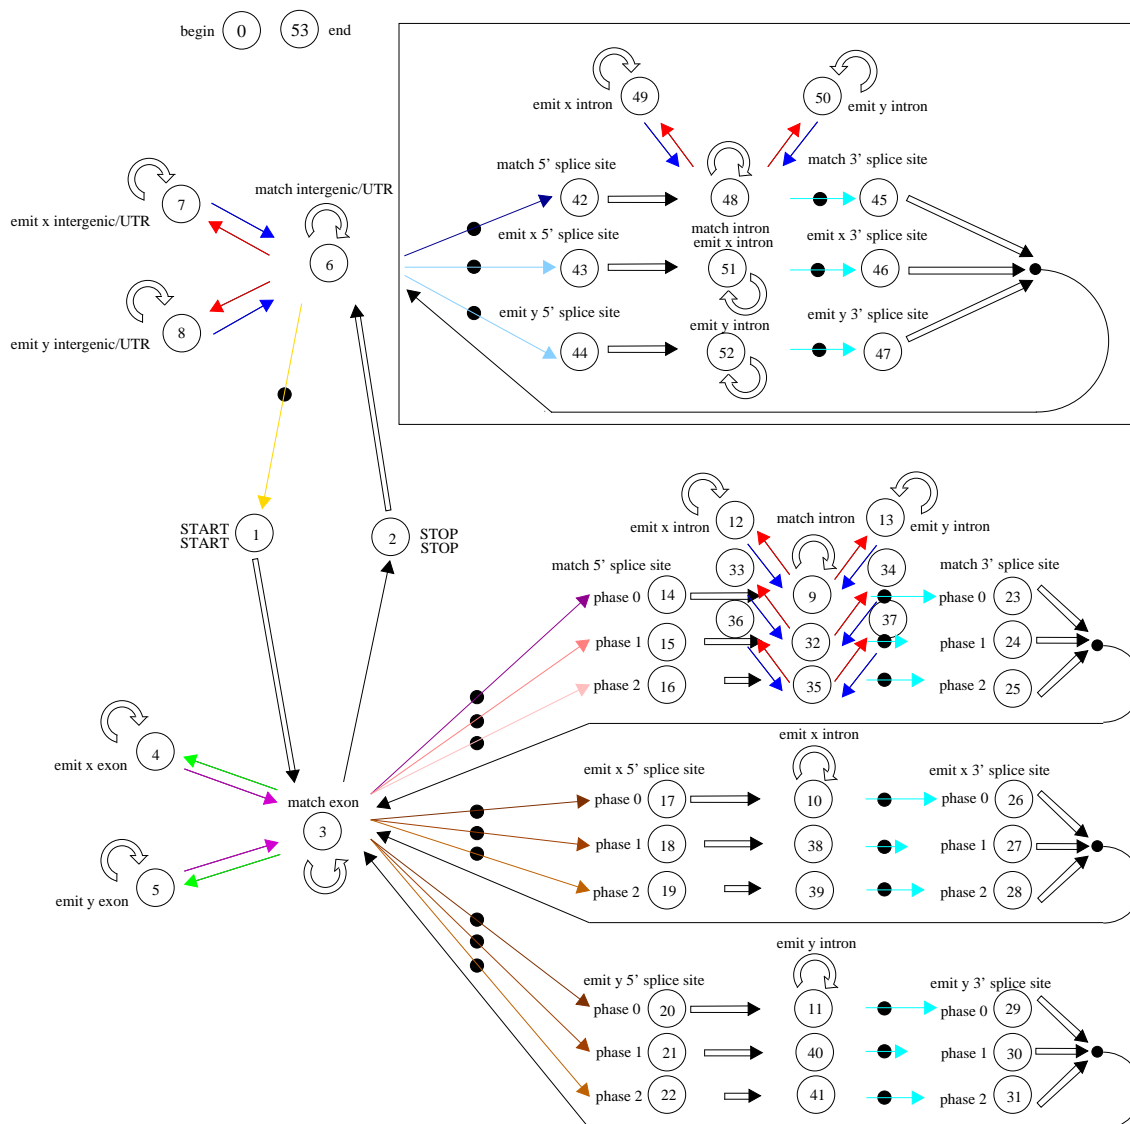 begin 0 53 end
49 50
emit x intron emit y intron
match 5’ splice site match 3’ splice site
match intergenic/UTR
7 42 48 45
emit x intergenic/UTR
match intron
emit x 5’ splice site emit x intron emit x 3’ splice site
6 43 51 46
emit y 5’ splice site emit y intron emit y 3’ splice site
8
emit y intergenic/UTR
44 52 47
START
START
1 2
STOP
STOP
emit x intron 12 match intron 13 emit y intron
match 5’ splice site 33 34 match 3’ splice site
phase 0 14 9 phase 0 23
36 37
phase 1 15 32 phase 1 24
phase 2 16 35 phase 2 25
4
emit x exon
emit x intron
emit x 5’ splice site emit x 3’ splice site
match exon
phase 0 17 10 phase 0 26
3
phase 1 18 38 phase 1 27
5
emit y exon
phase 2 19 39 phase 2 28
emit y intron
emit y 5’ splice site emit y 3’ splice site
phase 0 20 11 phase 0 29
phase 1 21 40 phase 1 30
phase 2 22 41 phase 2 31